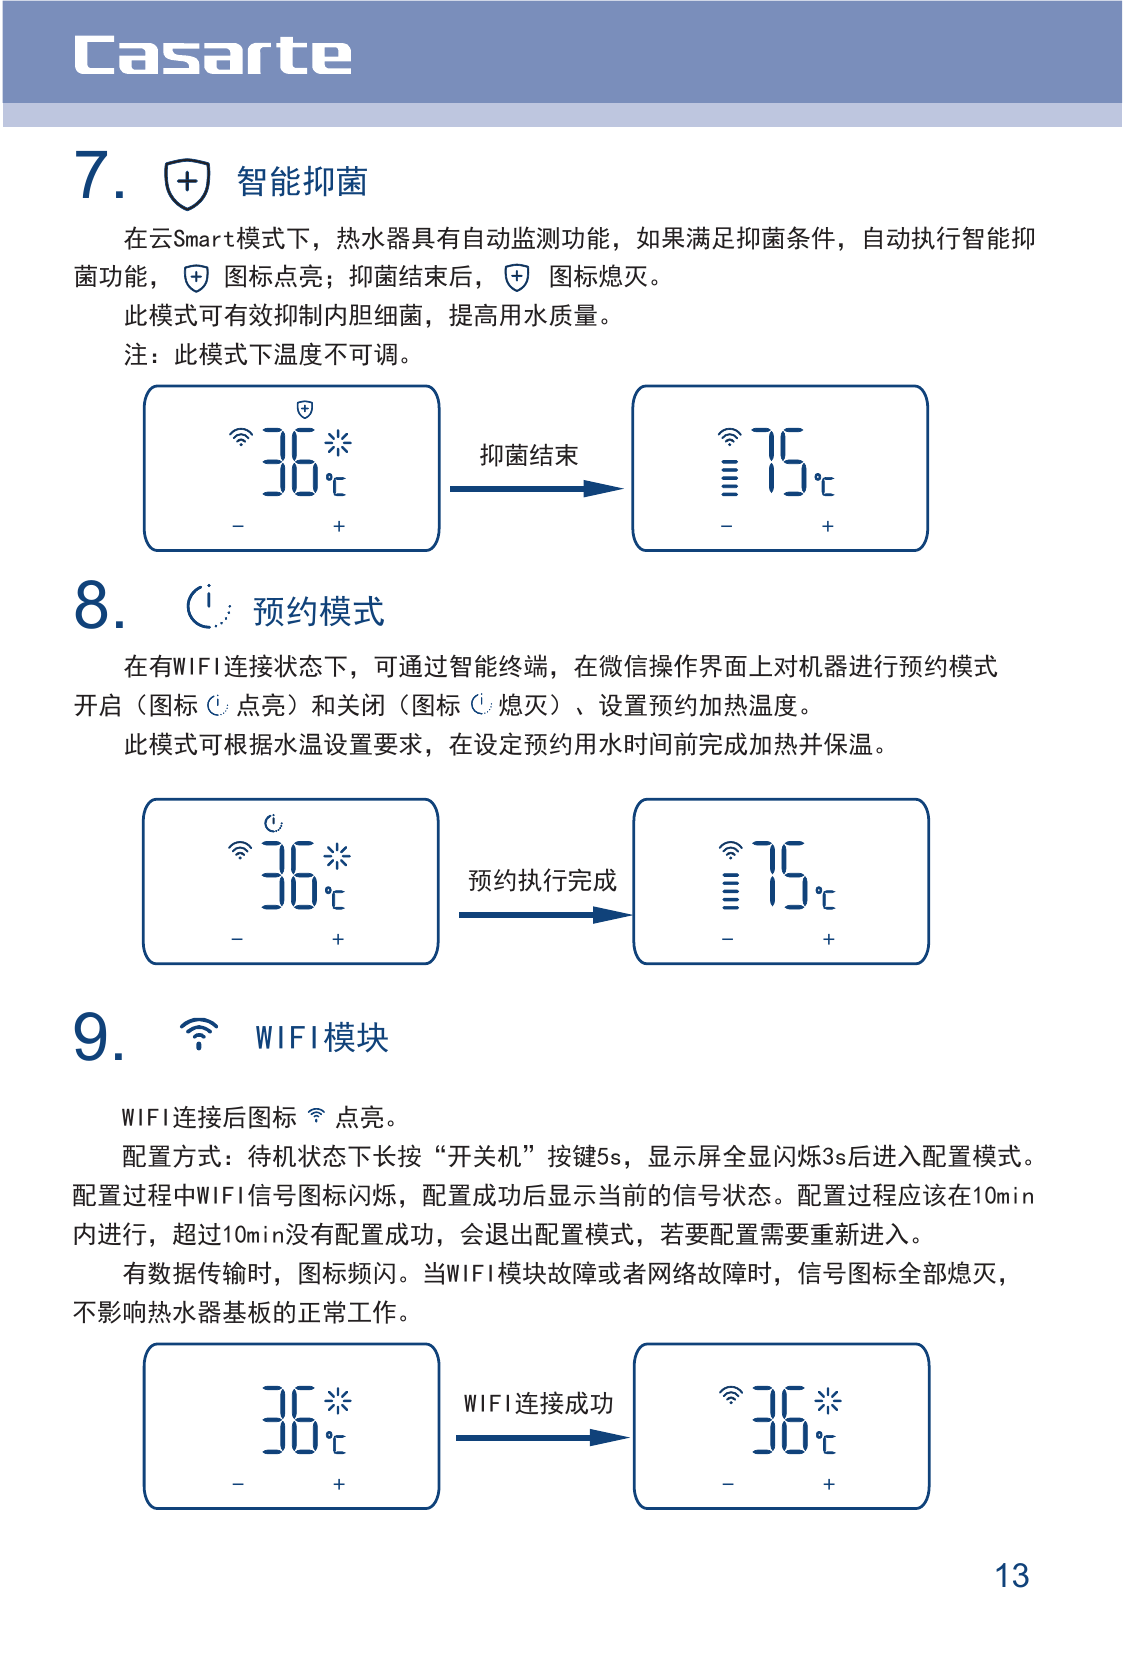 Casarte
7. 智能抑菌
在云Smart模式下，热水器具有自动监测功能，如果满足抑菌条件，自动执行智能抑
菌功能， 图标点亮；抑菌结束后， 图标熄灭。
此模式可有效抑制内胆细菌，提高用水质量。
注：此模式下温度不可调。
36℃
- +
抑菌结束
75℃
- +
8. 预约模式
在有WIFI连接状态下，可通过智能终端，在微信操作界面上对机器进行预约模式
开启（图标 点亮）和关闭（图标 熄灭）、设置预约加热温度。
此模式可根据水温设置要求，在设定预约用水时间前完成加热并保温。
36℃
- +
预约执行完成
75℃
- +
9. WIFI模块
WIFI连接后图标 点亮。
配置方式：待机状态下长按“开关机”按键5s，显示屏全显闪烁3s后进入配置模式。
配置过程中WIFI信号图标闪烁，配置成功后显示当前的信号状态。配置过程应该在10min
内进行，超过10min没有配置成功，会退出配置模式，若要配置需要重新进入。
有数据传输时，图标频闪。当WIFI模块故障或者网络故障时，信号图标全部熄灭，
不影响热水器基板的正常工作。
36℃
- +
WIFI连接成功
36℃
- +
13